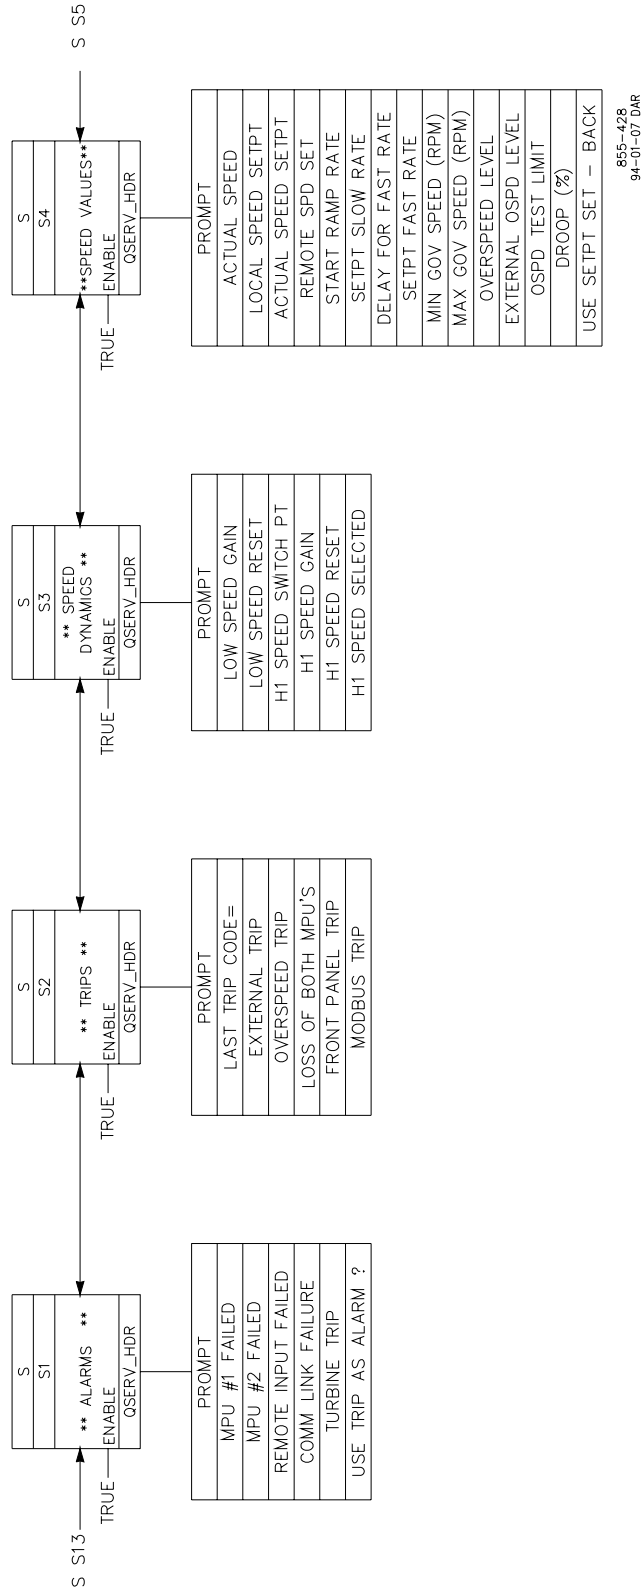 S S13
S
S1
** ALARMS **
TRUE
ENABLE
QSERV_HDR
PROMPT
MPU #1 FAILED
MPU #2 FAILED
REMOTE INPUT FAILED
COMM LINK FAILURE
TURBINE TRIP
USE TRIP AS ALARM ?
S
S2
** TRIPS **
TRUE
ENABLE
QSERV_HDR
PROMPT
LAST TRIP CODE=
EXTERNAL TRIP
OVERSPEED TRIP
LOSS OF BOTH MPU'S
FRONT PANEL TRIP
MODBUS TRIP
S
S3
** SPEED
DYNAMICS **
TRUE
ENABLE
QSERV_HDR
PROMPT
LOW SPEED GAIN
LOW SPEED RESET
H1 SPEED SWITCH PT
H1 SPEED GAIN
H1 SPEED RESET
H1 SPEED SELECTED
S
S4
**SPEED VALUES**
TRUE
ENABLE
QSERV_HDR
S S5
PROMPT
ACTUAL SPEED
LOCAL SPEED SETPT
ACTUAL SPEED SETPT
REMOTE SPD SET
START RAMP RATE
SETPT SLOW RATE
DELAY FOR FAST RATE
SETPT FAST RATE
MIN GOV SPEED (RPM)
MAX GOV SPEED (RPM)
OVERSPEED LEVEL
EXTERNAL OSPD LEVEL
OSPD TEST LIMIT
DROOP (%)
USE SETPT SET – BACK
855-428
94-01-07 DAR